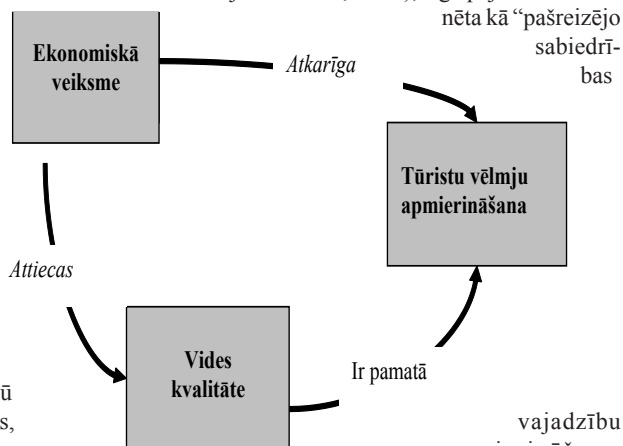 nēta kā “pašreizējo
sabiedrī-
bas
Ekonomiskā
veiksme
Atkarīga
Tūristu vēlmju
apmierināšana
Attiecas
Vides
kvalitāte
Ir pamatā
vajadzību